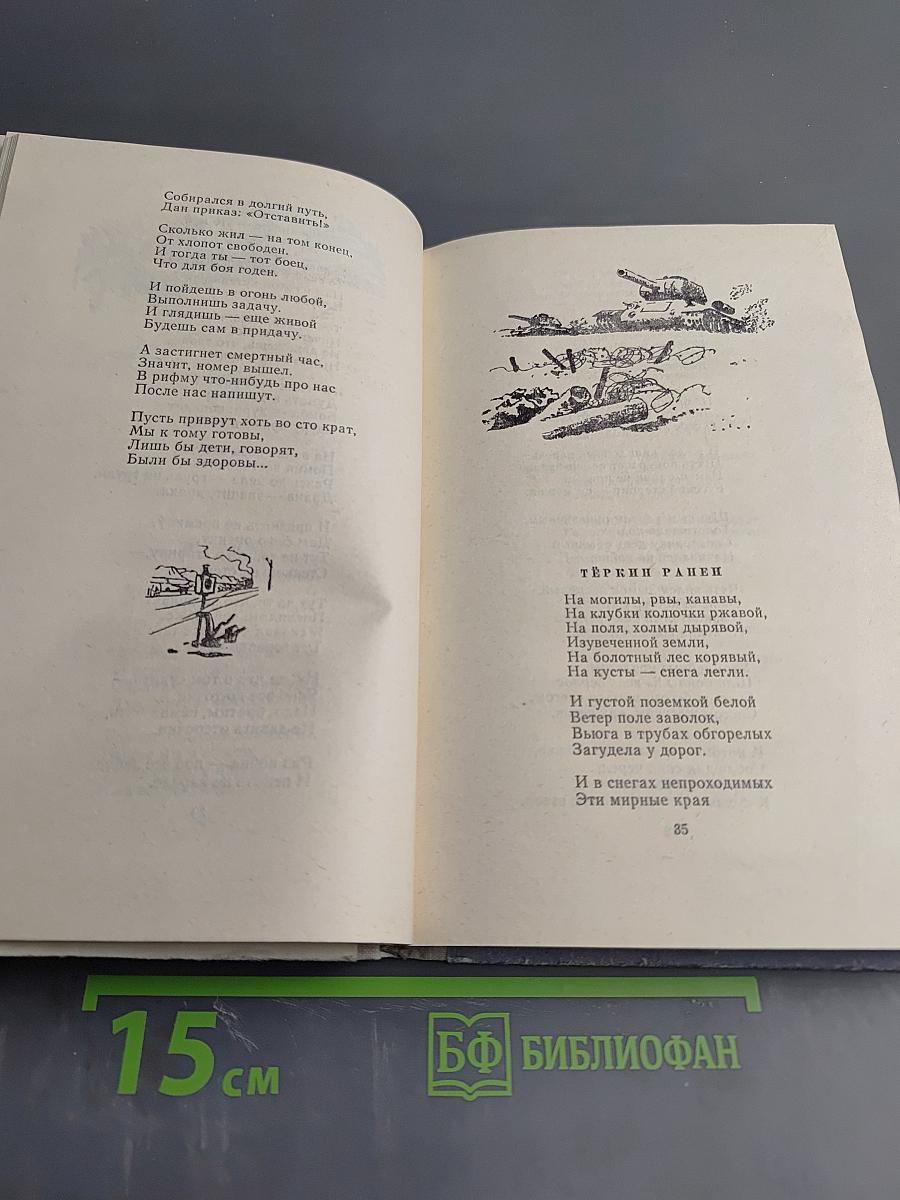 Собирался в долгий путь,
Дан приказ: «Отставить!»
Сколько жил — на том конец,
От хлопот свободен.
И тогда ты — тот боец,
Что для боя годен.
И пойдешь в огонь любой,
Выполнишь задачу.
И глядишь — еще живой
Будешь сам в придачу.
А застигнет смертный час,
Значит, номер вышел.
В рифму что-нибудь про нас
После нас напишут.
Пусть приврут хоть во сто крат,
Мы к тому готовы,
Лишь бы дети, говорят,
Были бы здоровы...
ТЁРКИН РАНЕН
На могилы, рвы, канавы,
На клубки колючки ржавой,
На поля, холмы дырявой,
Изувеченной земли,
На болотный лес корявый,
На кусты — снега легли.
И густой поземкой белой
Ветер поле заволок,
Вьюга в трубах обгорелых
Загудела у дорог.
И в снегах непроходимых
Эти мирные края
35
15 см
БФ БИБЛИОФАН